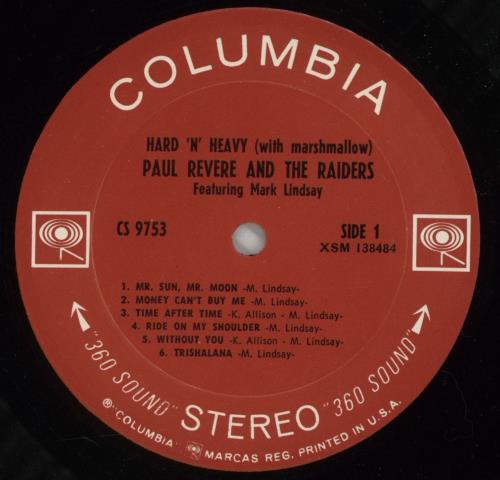 COLUMBIA
HARD 'N' HEAVY (with marshmallow)
PAUL REVERE AND THE RAIDERS
Featuring Mark Lindsay
CS 9753
SIDE 1
XSM 138484
1. MR. SUN, MR. MOON -M. Lindsay-
2. MONEY CAN'T BUY ME -M. Lindsay-
3. TIME AFTER TIME -K. Allison - M. Lindsay-
4. RIDE ON MY SHOULDER -M. Lindsay-
5. WITHOUT YOU -K. Allison - M. Lindsay-
6. TRISHALANA -M. Lindsay-
"360 SOUND" STEREO "360 SOUND"
® "COLUMBIA" MARCAS REG. PRINTED IN U.S.A.